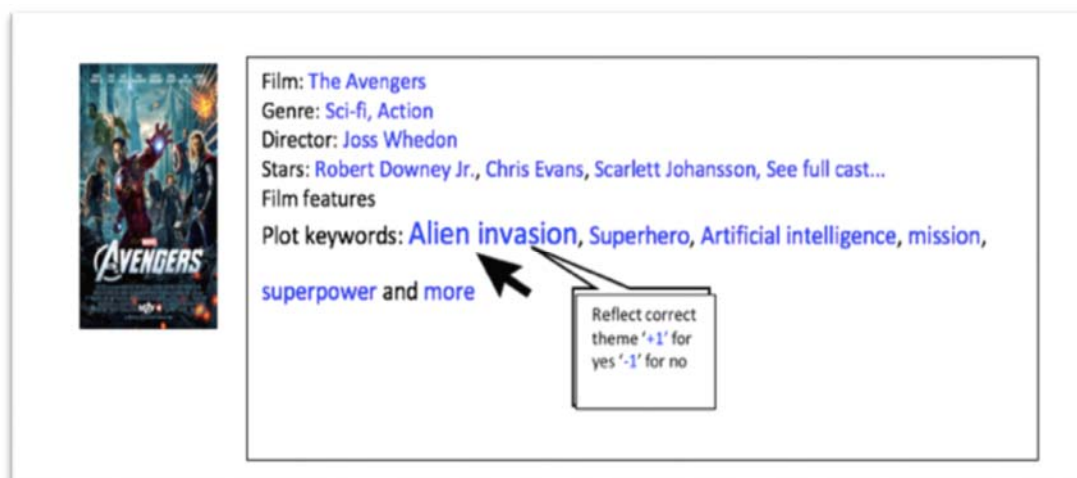 Film: The Avengers
Genre: Sci-fi, Action
Director: Joss Whedon
Stars: Robert Downey Jr., Chris Evans, Scarlett Johansson, See full cast...
Film features
Plot keywords: Alien invasion, Superhero, Artificial intelligence, mission,
superpower and more
Reflect correct
theme ‘+1’ for
yes ‘-1’ for no
MARVEL
AVENGERS